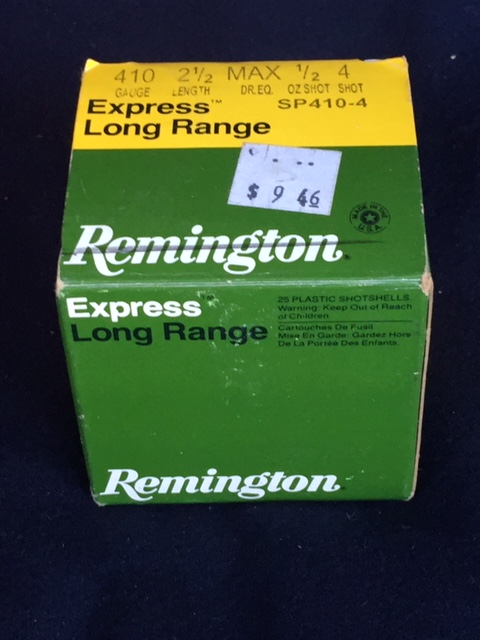 410 2½ MAX ½ 4
GAUGE LENGTH DR.EQ. OZ SHOT SHOT
Express™ SP410-4
Long Range
$ 9 46
MADE IN THE
U.S.A.
Remington®
Express™
Long Range
25 PLASTIC SHOTSHELLS
Warning: Keep Out of Reach
of Children
Cartouches De Fusil
Mise En Garde: Gardez Hors
De La Portée Des Enfants.
Remington®